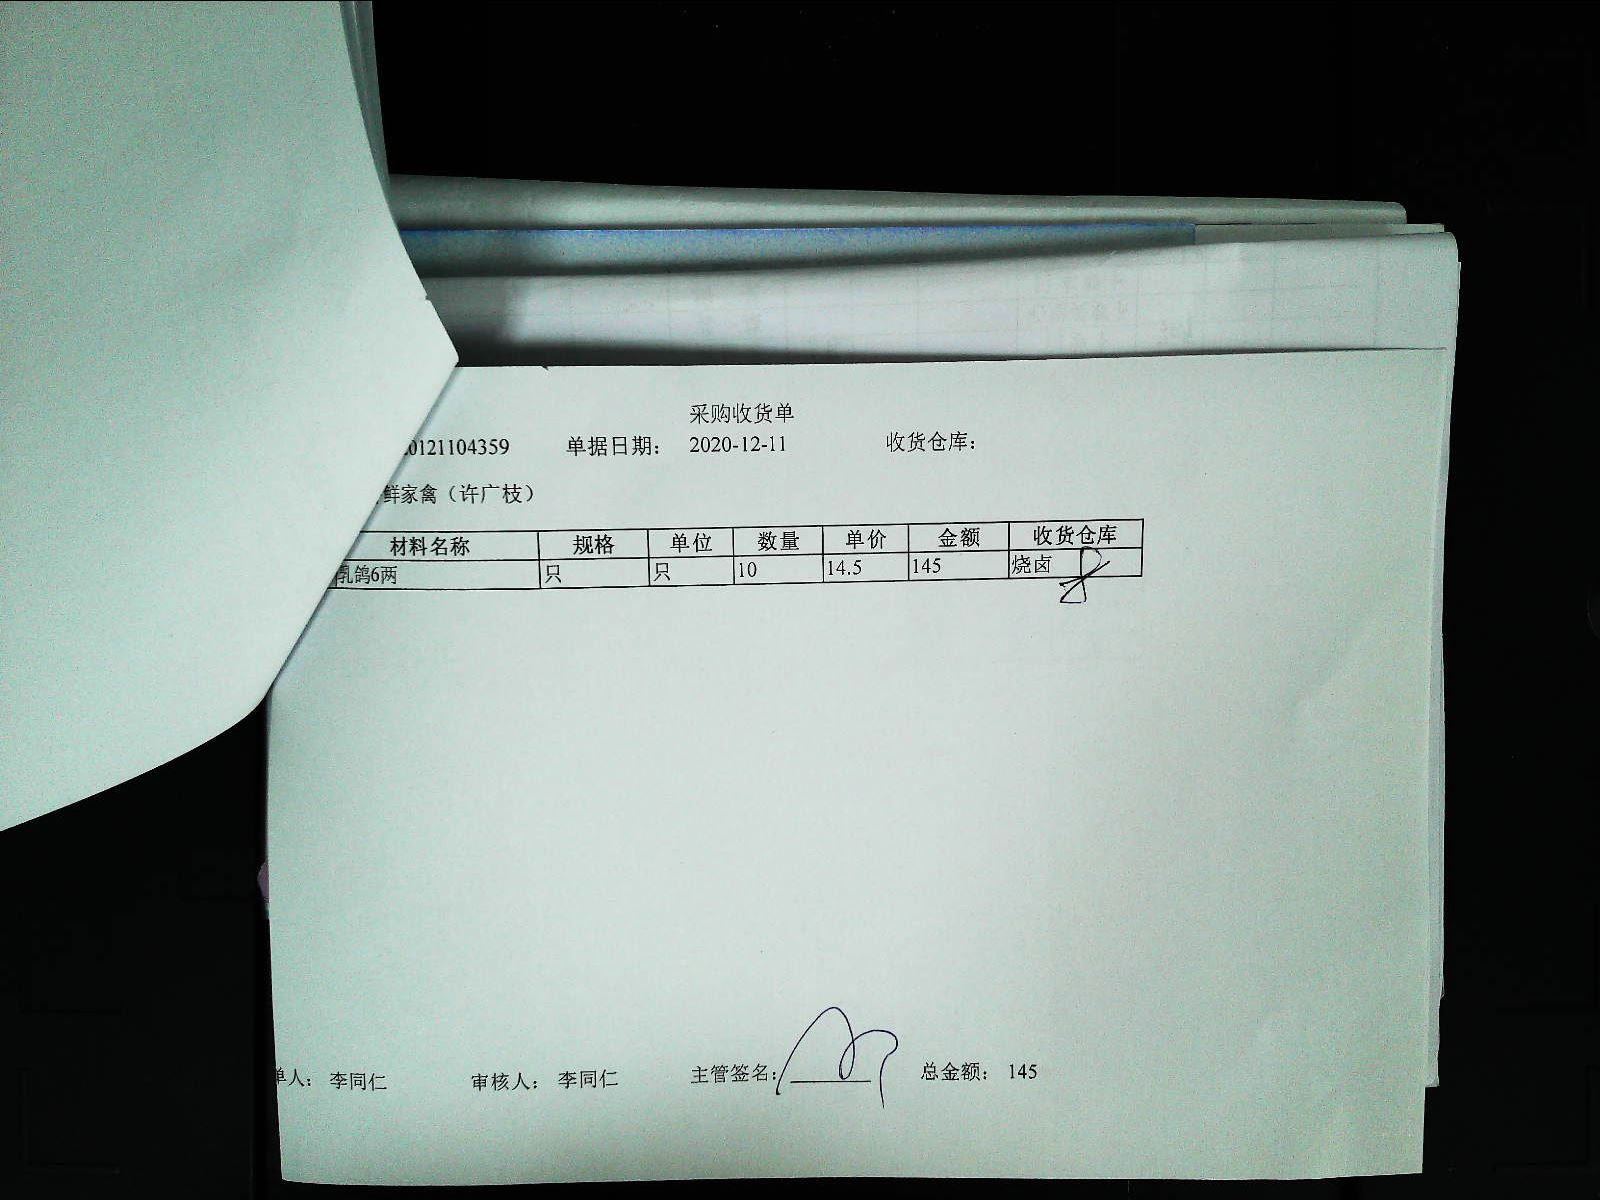 采购收货单
20121104359 单据日期: 2020-12-11 收货仓库:
鲜家禽（许广枝）
材料名称 规格 单位 数量 单价 金额 收货仓库
乳鸽6两 只 只 10 14.5 145 烧卤
单人: 李同仁 审核人: 李同仁 主管签名: 总金额: 145